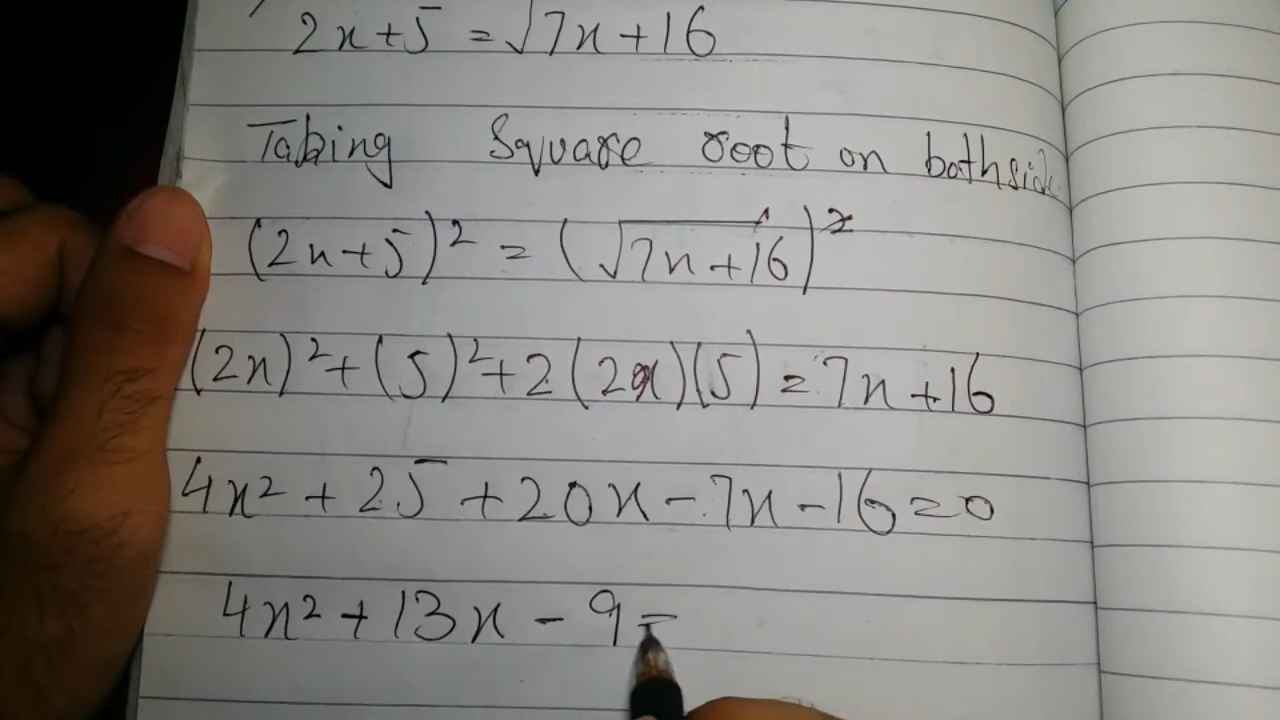 2x+5 = √7x+16
Taking Square root on bothside
(2x+5)² = (√7x+16)²
(2x)²+(5)²+2(2x)(5) = 7x+16
4x²+25+20x-7x-16=0
4x²+13x-9=